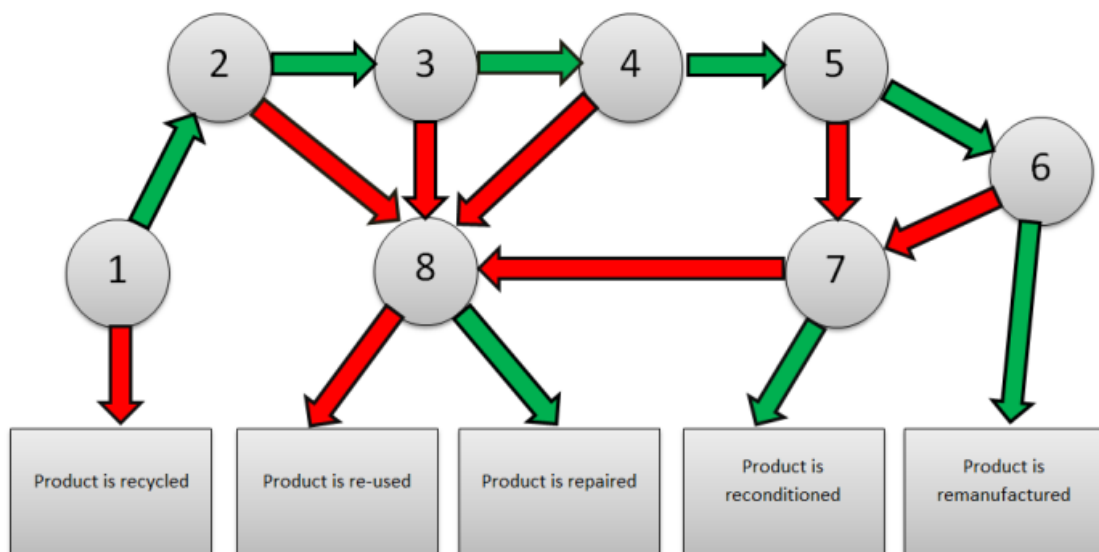 2
3
4
5
6
1
8
7
Product is recycled
Product is re-used
Product is repaired
Product is
reconditioned
Product is
remanufactured